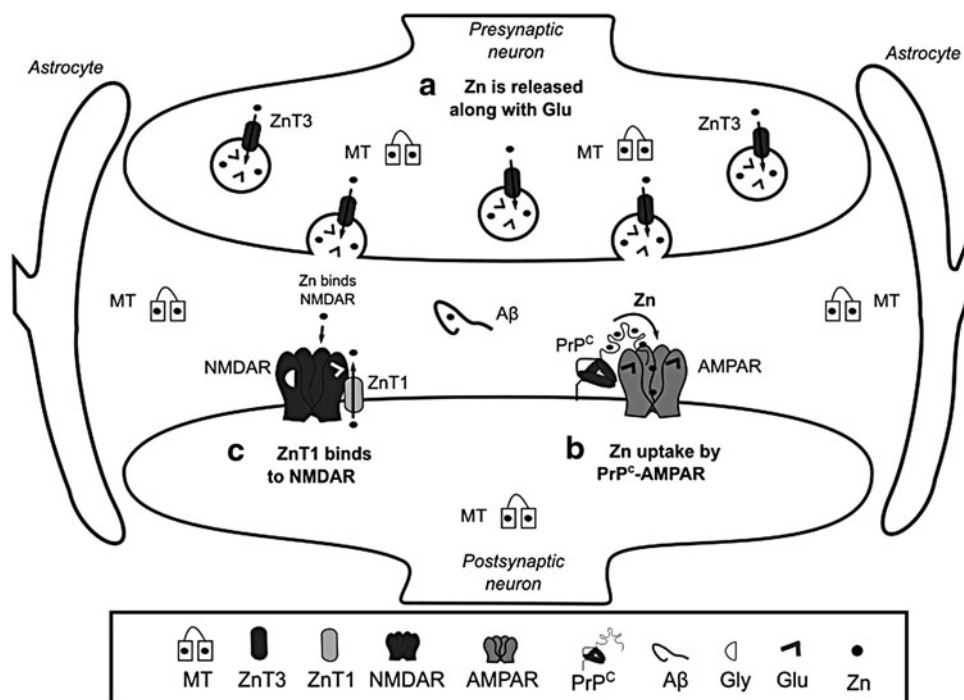 Presynaptic
neuron
Astrocyte
Astrocyte
a Zn is released
along with Glu
ZnT3
ZnT3
MT
MT
Zn binds
NMDAR
MT
Aβ
Zn
MT
PrPᶜ
NMDAR
ZnT1
AMPAR
c ZnT1 binds
to NMDAR
b Zn uptake by
PrPᶜ-AMPAR
MT
Postsynaptic
neuron
MT ZnT3 ZnT1 NMDAR AMPAR PrPᶜ Aβ Gly Glu Zn